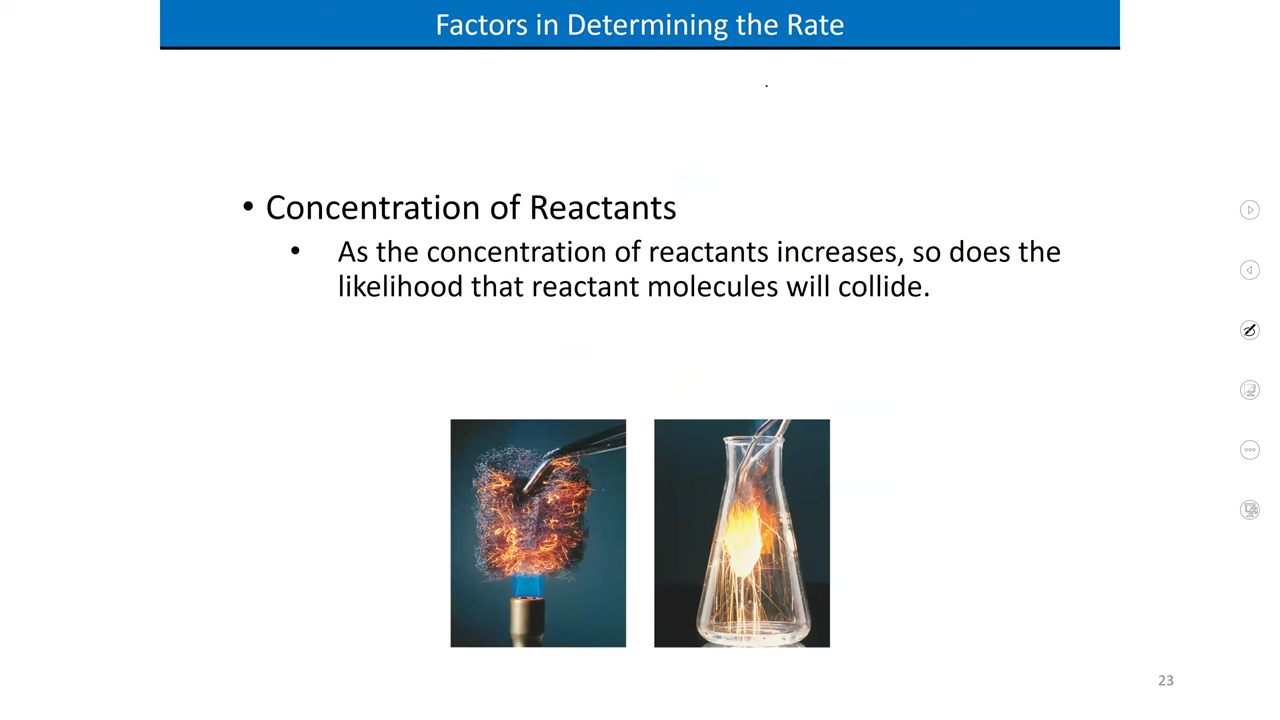 Factors in Determining the Rate
• Concentration of Reactants
• As the concentration of reactants increases, so does the
likelihood that reactant molecules will collide.
23